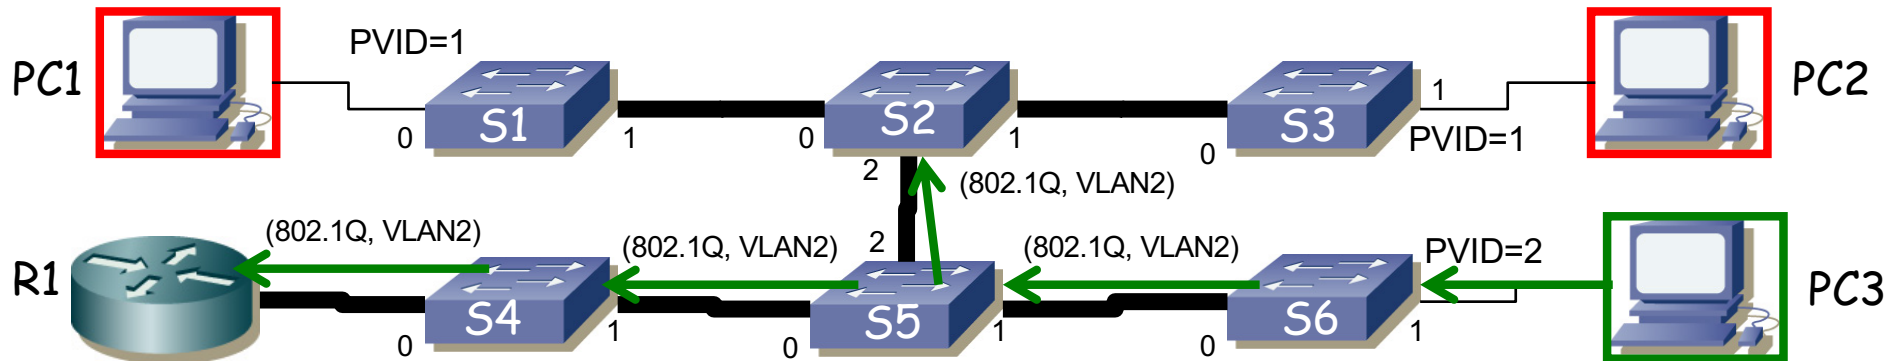 PVID=1
PC1
S1
S2
S3
1
PC2
0
1
0
1
0
PVID=1
2
(802.1Q, VLAN2)
(802.1Q, VLAN2)
(802.1Q, VLAN2)
2
(802.1Q, VLAN2)
PVID=2
R1
S4
S5
S6
PC3
0
1
0
1
0
1